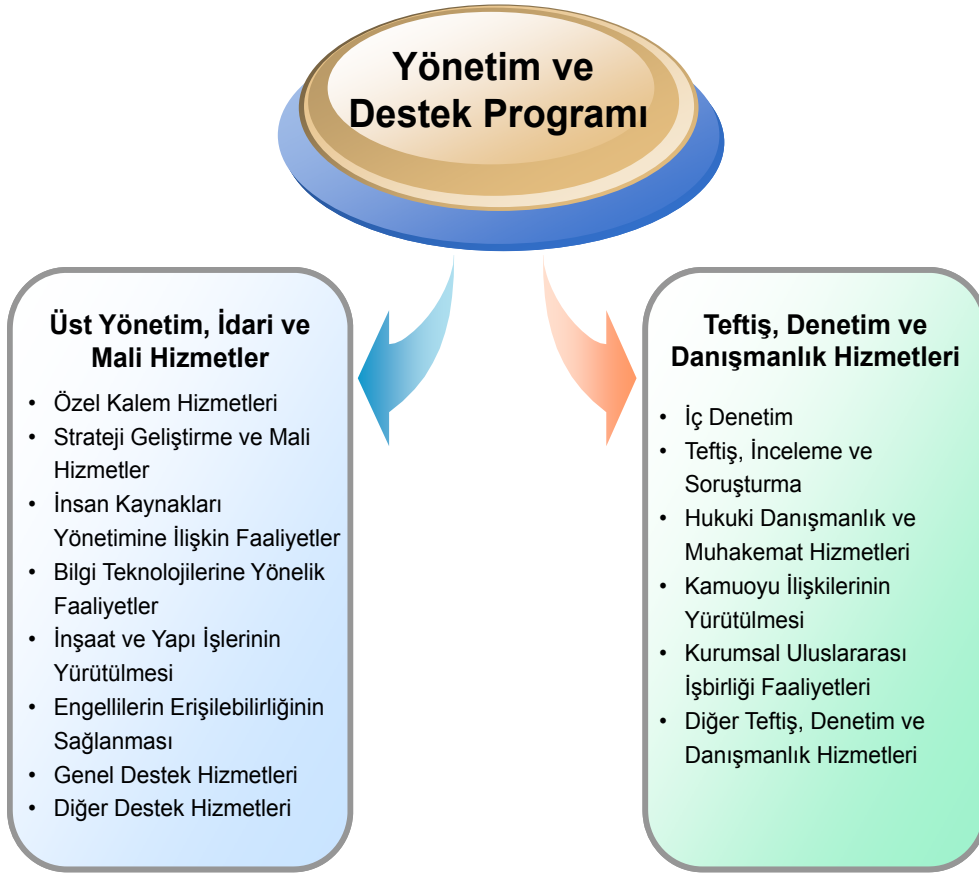 Yönetim ve
Destek Programı
Üst Yönetim, İdari ve
Mali Hizmetler
• Özel Kalem Hizmetleri
• Strateji Geliştirme ve Mali
Hizmetler
• İnsan Kaynakları
Yönetimine İlişkin Faaliyetler
• Bilgi Teknolojilerine Yönelik
Faaliyetler
• İnşaat ve Yapı İşlerinin
Yürütülmesi
• Engellilerin Erişilebilirliğinin
Sağlanması
• Genel Destek Hizmetleri
• Diğer Destek Hizmetleri
Teftiş, Denetim ve
Danışmanlık Hizmetleri
• İç Denetim
• Teftiş, İnceleme ve
Soruşturma
• Hukuki Danışmanlık ve
Muhakemat Hizmetleri
• Kamuoyu İlişkilerinin
Yürütülmesi
• Kurumsal Uluslararası
İşbirliği Faaliyetleri
• Diğer Teftiş, Denetim ve
Danışmanlık Hizmetleri